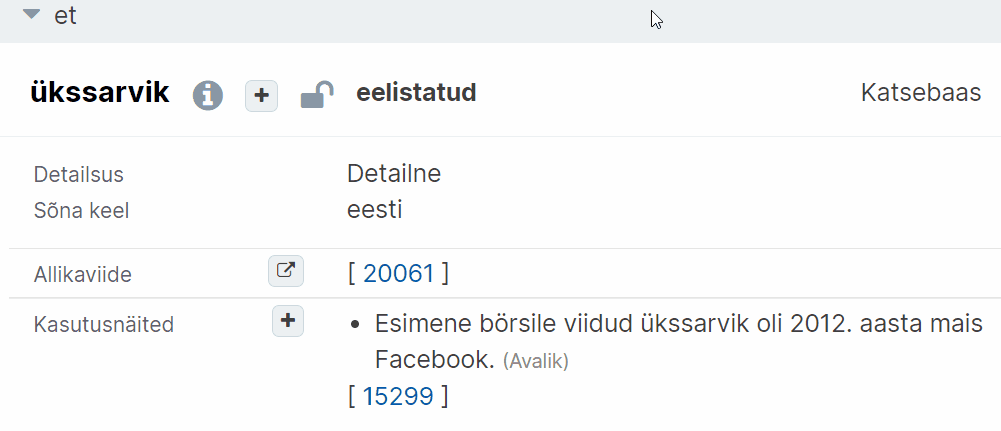 et
ükssarvik eelistatud Katsebaas
Detailsus Detailne
Sõna keel eesti
Allikaviide [ 20061 ]
Kasutusnäited • Esimene börsile viidud ükssarvik oli 2012. aasta mais
Facebook. (Avalik)
[ 15299 ]